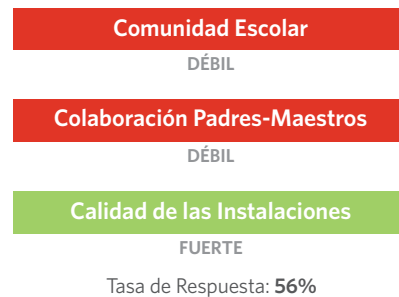 Comunidad Escolar
DÉBIL
Colaboración Padres-Maestros
DÉBIL
Calidad de las Instalaciones
FUERTE
Tasa de Respuesta: 56%